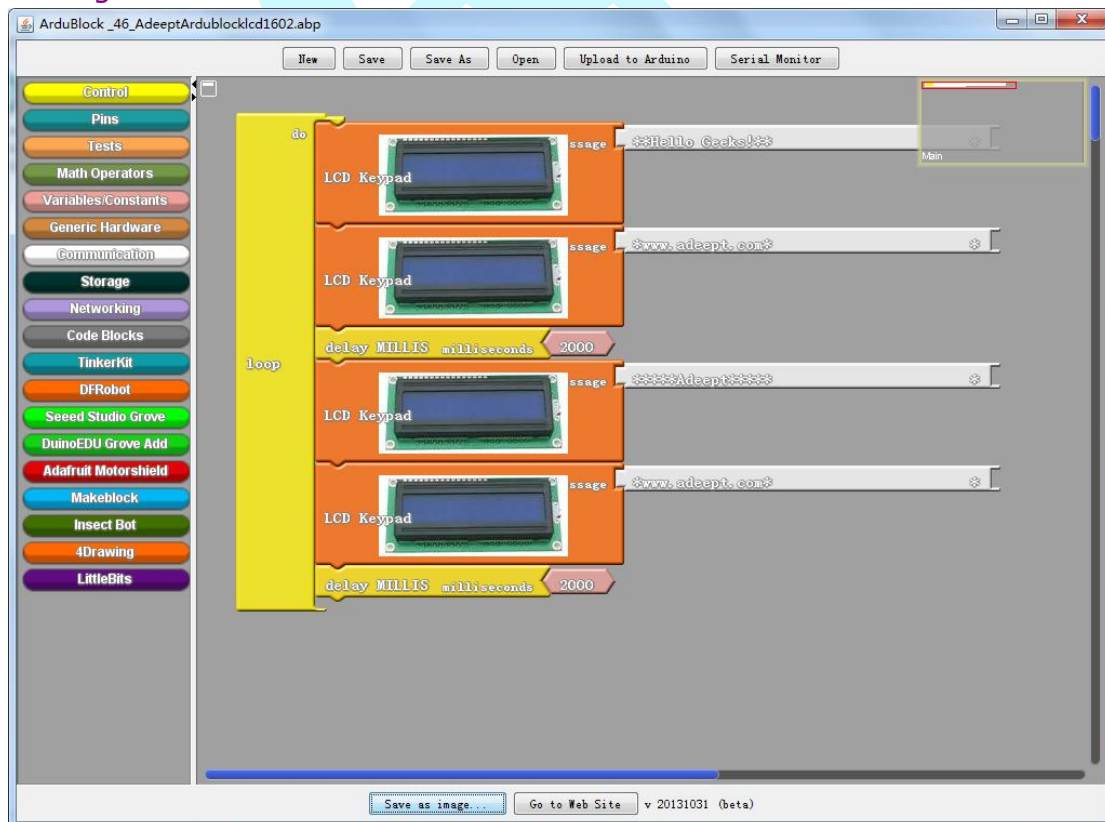 ArduBlock _46_AdeeptArdublocklcd1602.abp
New Save Save As Open Upload to Arduino Serial Monitor
Control
Pins
Tests
Math Operators
Variables/Constants
Generic Hardware
Communication
Storage
Networking
Code Blocks
TinkerKit
DFRobot
Seeed Studio Grove
DuinoEDU Grove Add
Adafruit Motorshield
Makeblock
Insect Bot
4Drawing
LittleBits
Main
loop
do
LCD Keypad ssage **Hello Geeks!** *
LCD Keypad ssage *www.adeept.com* *
delay MILLIS milliseconds 2000
LCD Keypad ssage *****Adeept***** *
LCD Keypad ssage *www.adeept.com* *
delay MILLIS milliseconds 2000
Save as image... Go to Web Site v 20131031 (beta)